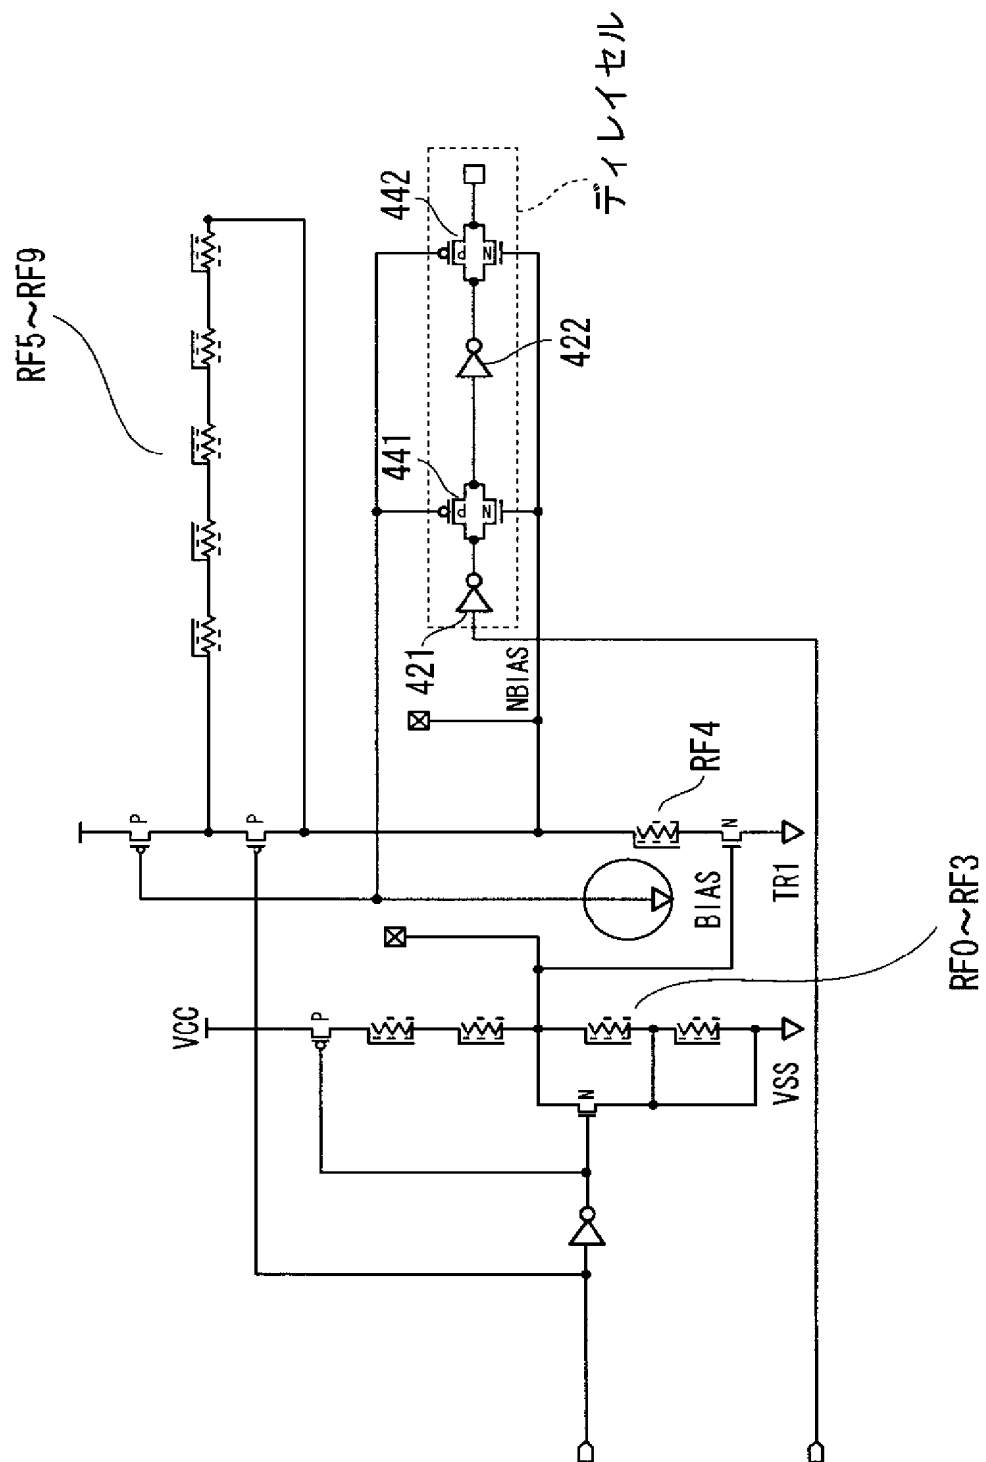 RF5～RF9
442
ディレイセル
441
422
421
NBIAS
RF4
BIAS
TR1
RF0～RF3
VCC
VSS
P
P
P
N
N
P
N
P
N